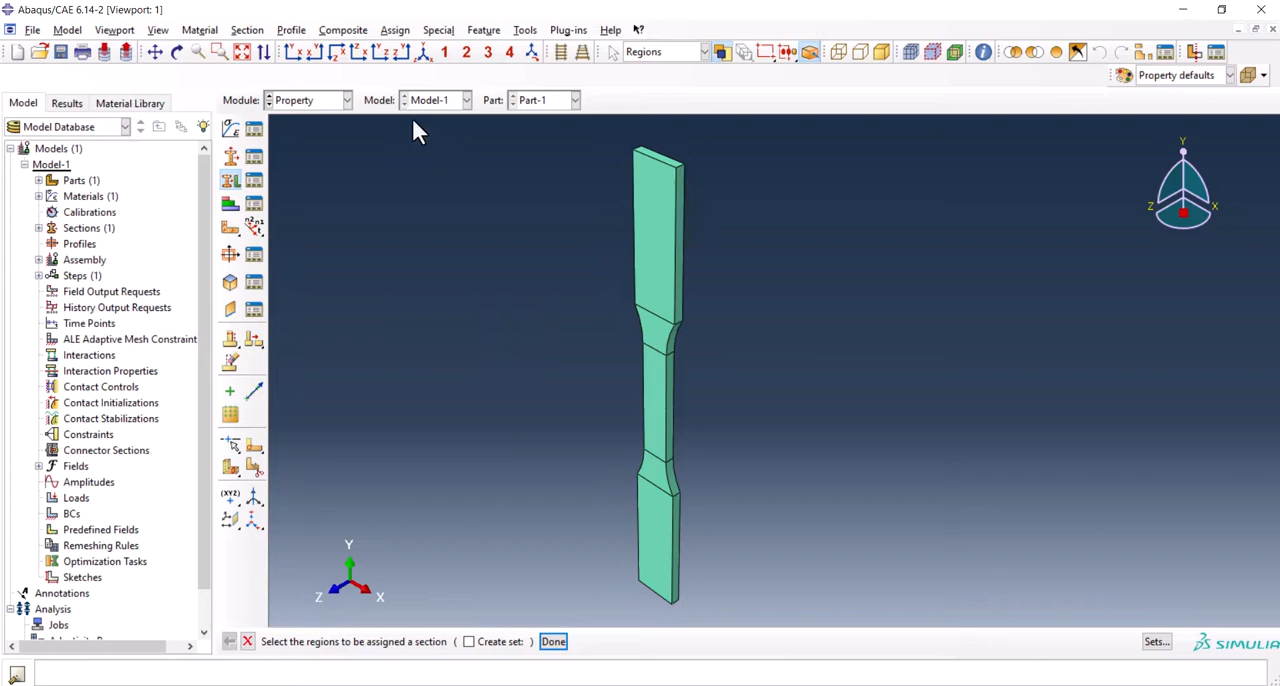 Abaqus/CAE 6.14-2 [Viewport: 1]
File Model Viewport View Material Section Profile Composite Assign Special Feature Tools Plug-ins Help
1 2 3 4 Regions
Property defaults
Model Results Material Library Module: Property Model: Model-1 Part: Part-1
Model Database
Models (1)
Model-1
Parts (1)
Materials (1)
Calibrations
Sections (1)
Profiles
Assembly
Steps (1)
Field Output Requests
History Output Requests
Time Points
ALE Adaptive Mesh Constraint
Interactions
Interaction Properties
Contact Controls
Contact Initializations
Contact Stabilizations
Constraints
Connector Sections
Fields
Amplitudes
Loads
BCs
Predefined Fields
Remeshing Rules
Optimization Tasks
Sketches
Annotations
Analysis
Jobs
Y
Z X
Y
Z X
Select the regions to be assigned a section ( Create set: ) Done Sets...
SIMULIA